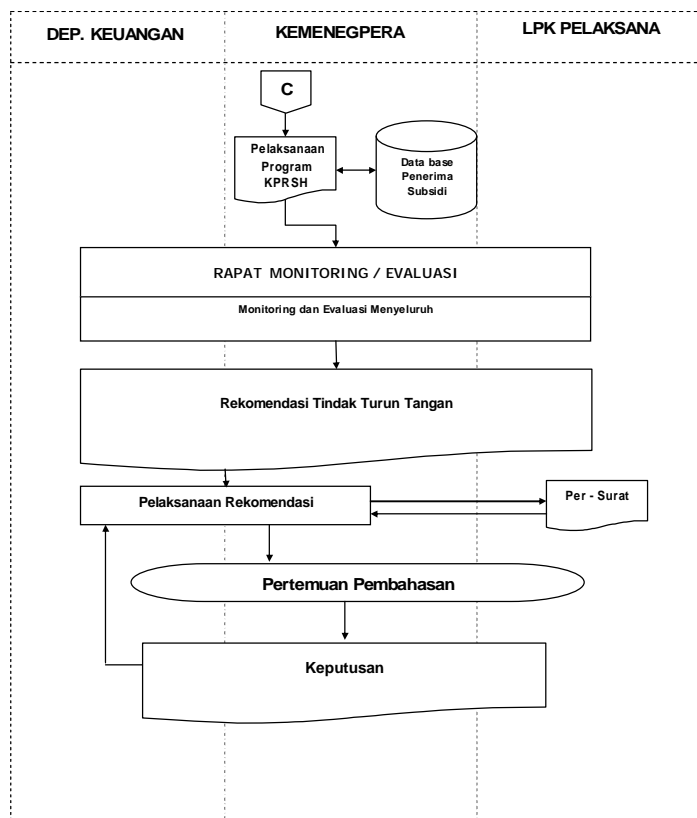 DEP. KEUANGAN
KEMENEGPERA
LPK PELAKSANA
C
Pelaksanaan
Program
KPRSH
Data base
Penerima
Subsidi
RAPAT MONITORING / EVALUASI
Monitoring dan Evaluasi Menyeluruh
Rekomendasi Tindak Turun Tangan
Pelaksanaan Rekomendasi
Per - Surat
Pertemuan Pembahasan
Keputusan